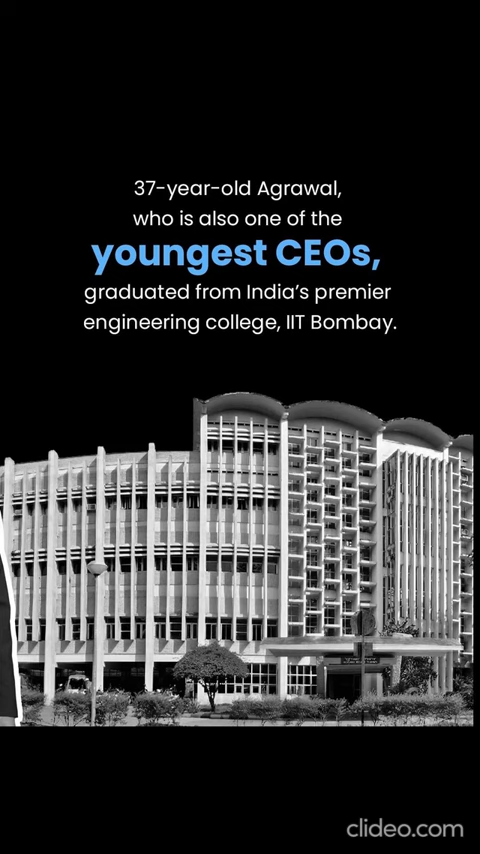 37-year-old Agrawal,
who is also one of the
youngest CEOs,
graduated from India’s premier
engineering college, IIT Bombay.
clideo.com